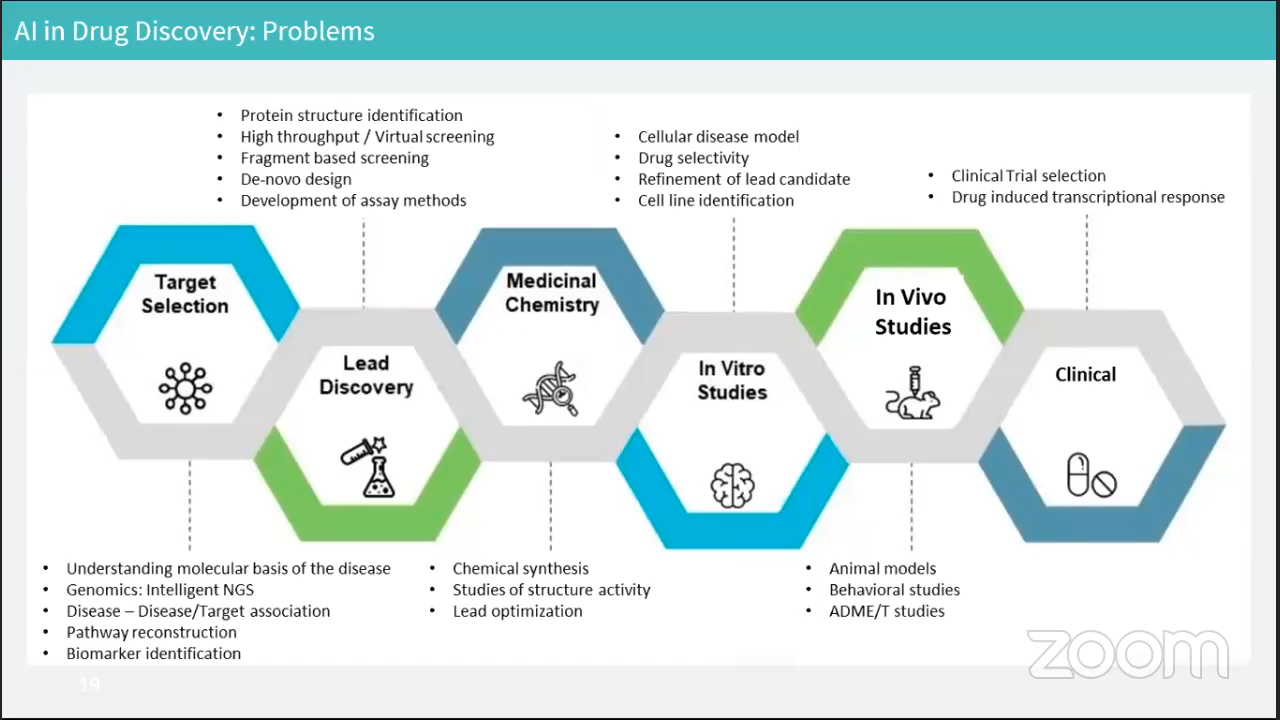 AI in Drug Discovery: Problems
• Protein structure identification
• High throughput / Virtual screening
• Fragment based screening
• De-novo design
• Development of assay methods
• Cellular disease model
• Drug selectivity
• Refinement of lead candidate
• Cell line identification
• Clinical Trial selection
• Drug induced transcriptional response
Target
Selection
Lead
Discovery
Medicinal
Chemistry
In Vitro
Studies
In Vivo
Studies
Clinical
• Understanding molecular basis of the disease
• Genomics: Intelligent NGS
• Disease – Disease/Target association
• Pathway reconstruction
• Biomarker identification
• Chemical synthesis
• Studies of structure activity
• Lead optimization
• Animal models
• Behavioral studies
• ADME/T studies
zoom
19